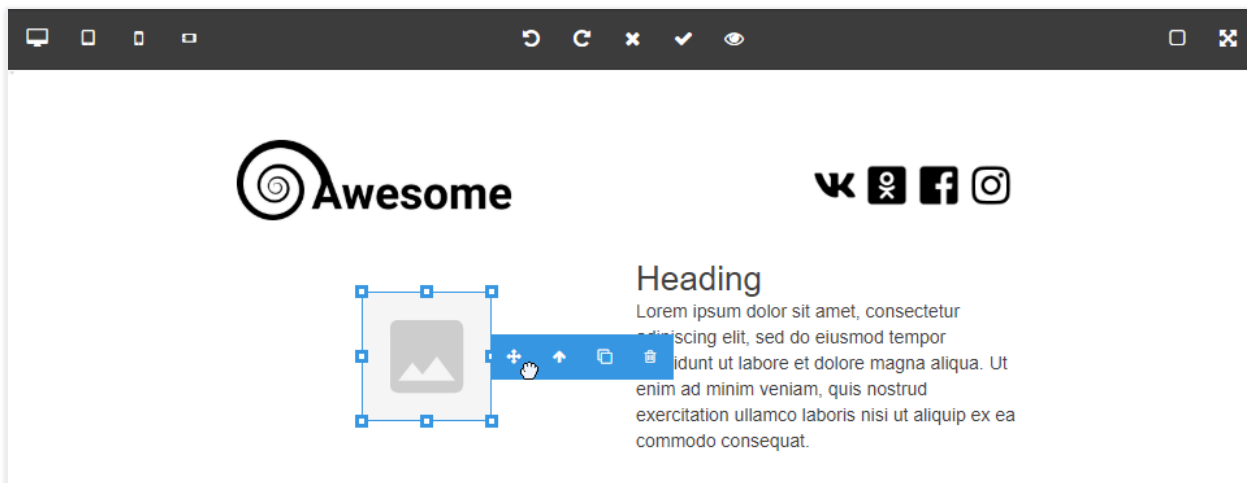 Awesome
Heading
Lorem ipsum dolor sit amet, consectetur
elit, sed do eiusmod tempor
ut labore et dolore magna aliqua. Ut
enim ad minim veniam, quis nostrud
exercitation ullamco laboris nisi ut aliquip ex ea
commodo consequat.